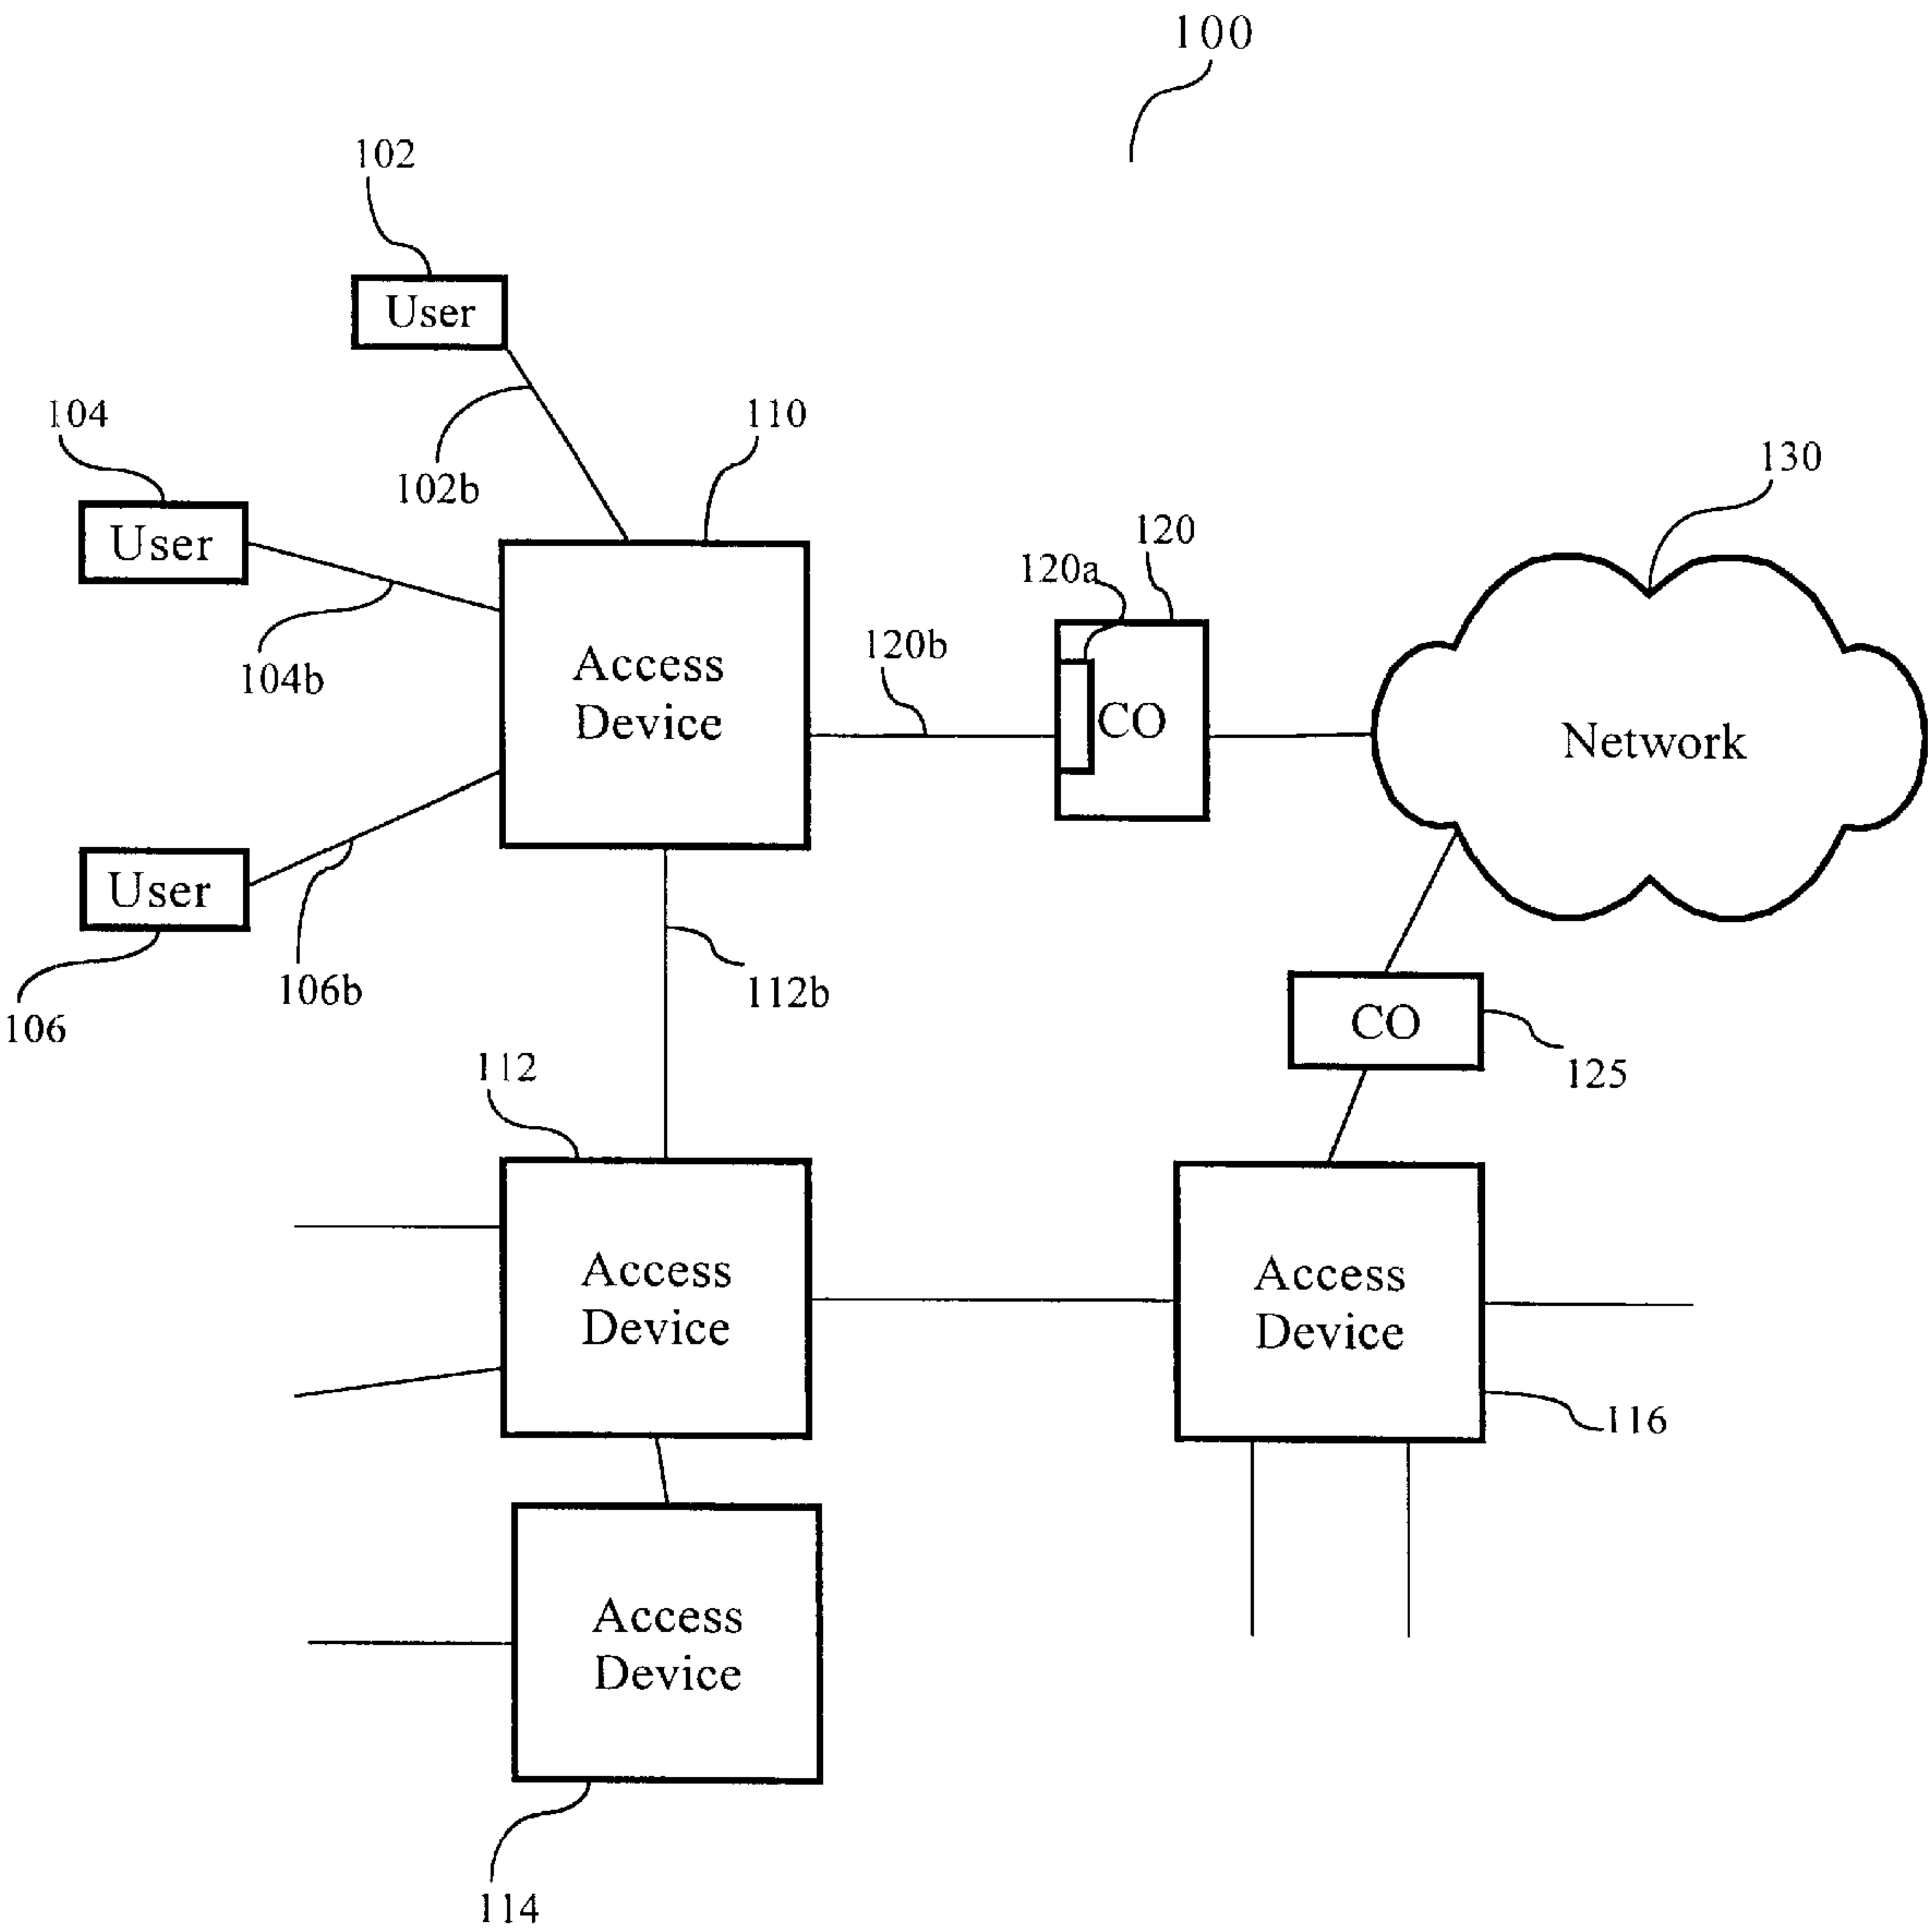 100
102
User
104
102b
110
130
User
120
120a
104b
Access
Device
120b
CO
Network
User
106b
112b
106
CO
125
112
Access
Device
Access
Device
116
Access
Device
114